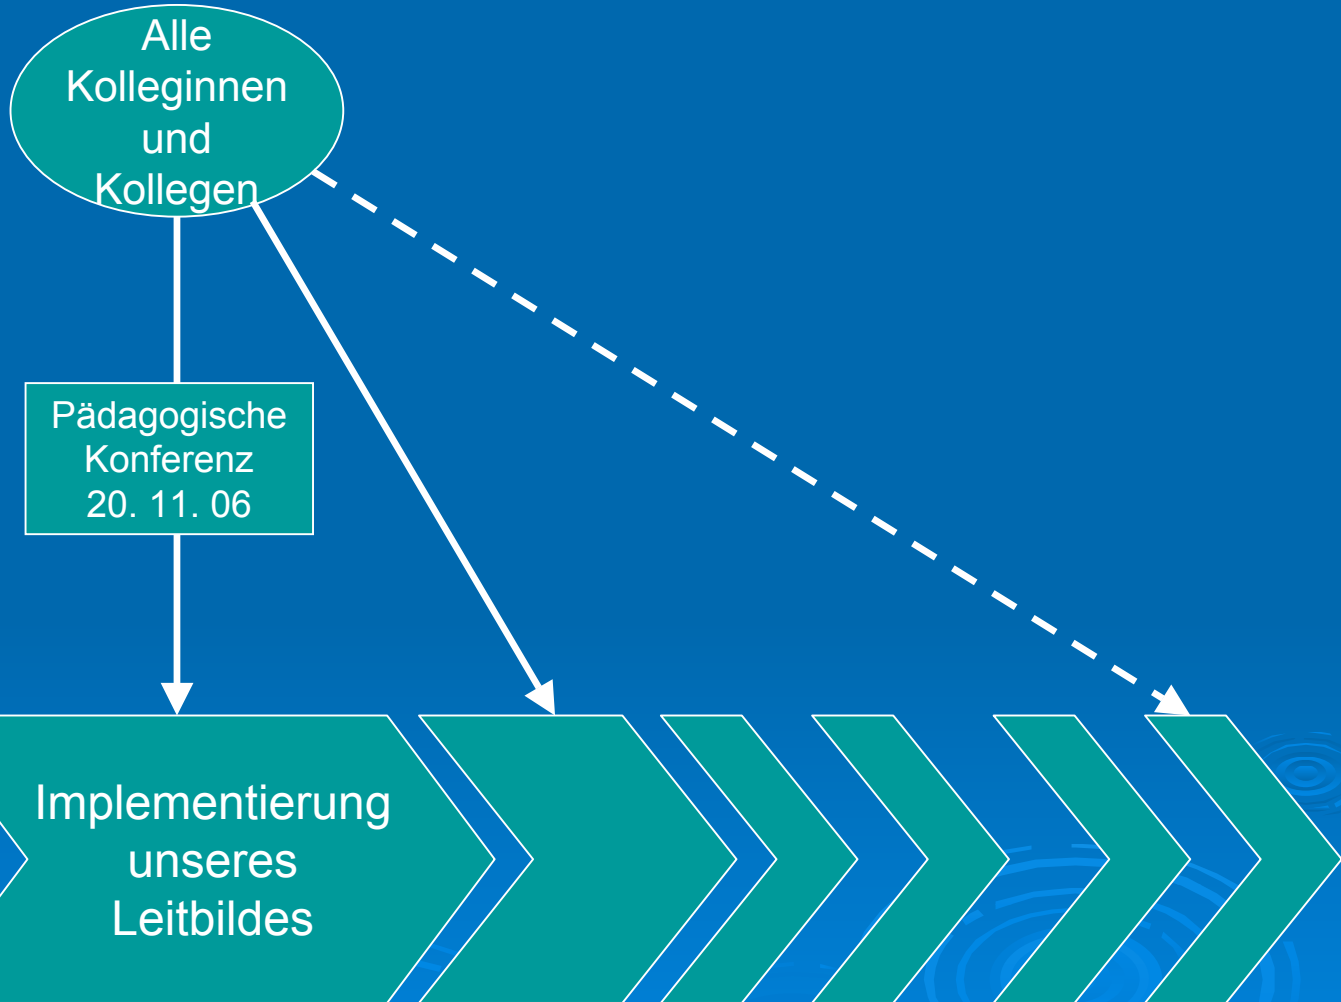 Alle
Kolleginnen
und
Kollegen
Pädagogische
Konferenz
20. 11. 06
Implementierung
unseres
Leitbildes